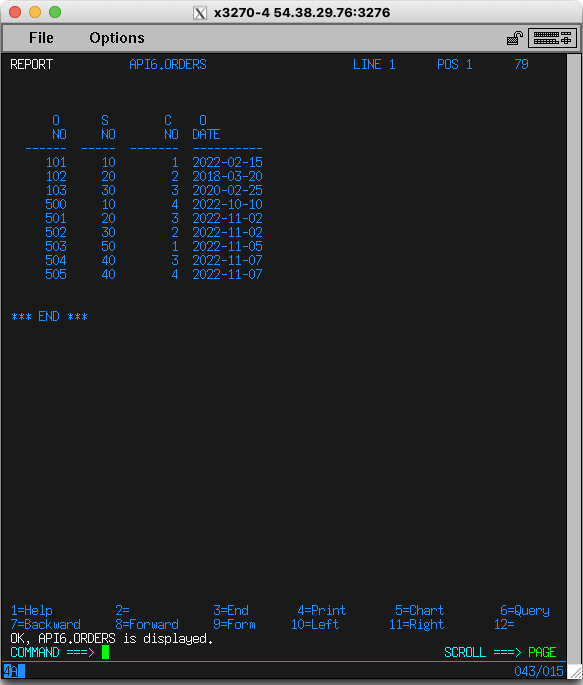 x3270-4 54.38.29.76:3276
File Options
REPORT API6.ORDERS LINE 1 POS 1 79
O S C O
NO NO NO DATE
------ ----- ------- ----------
101 10 1 2022-02-15
102 20 2 2018-03-20
103 30 3 2020-02-25
500 10 4 2022-10-10
501 20 3 2022-11-02
502 30 2 2022-11-02
503 50 1 2022-11-05
504 40 3 2022-11-07
505 40 4 2022-11-07
*** END ***
1=Help 2= 3=End 4=Print 5=Chart 6=Query
7=Backward 8=Forward 9=Form 10=Left 11=Right 12=
OK, API6.ORDERS is displayed.
COMMAND ===> SCROLL ===> PAGE
4A 043/015